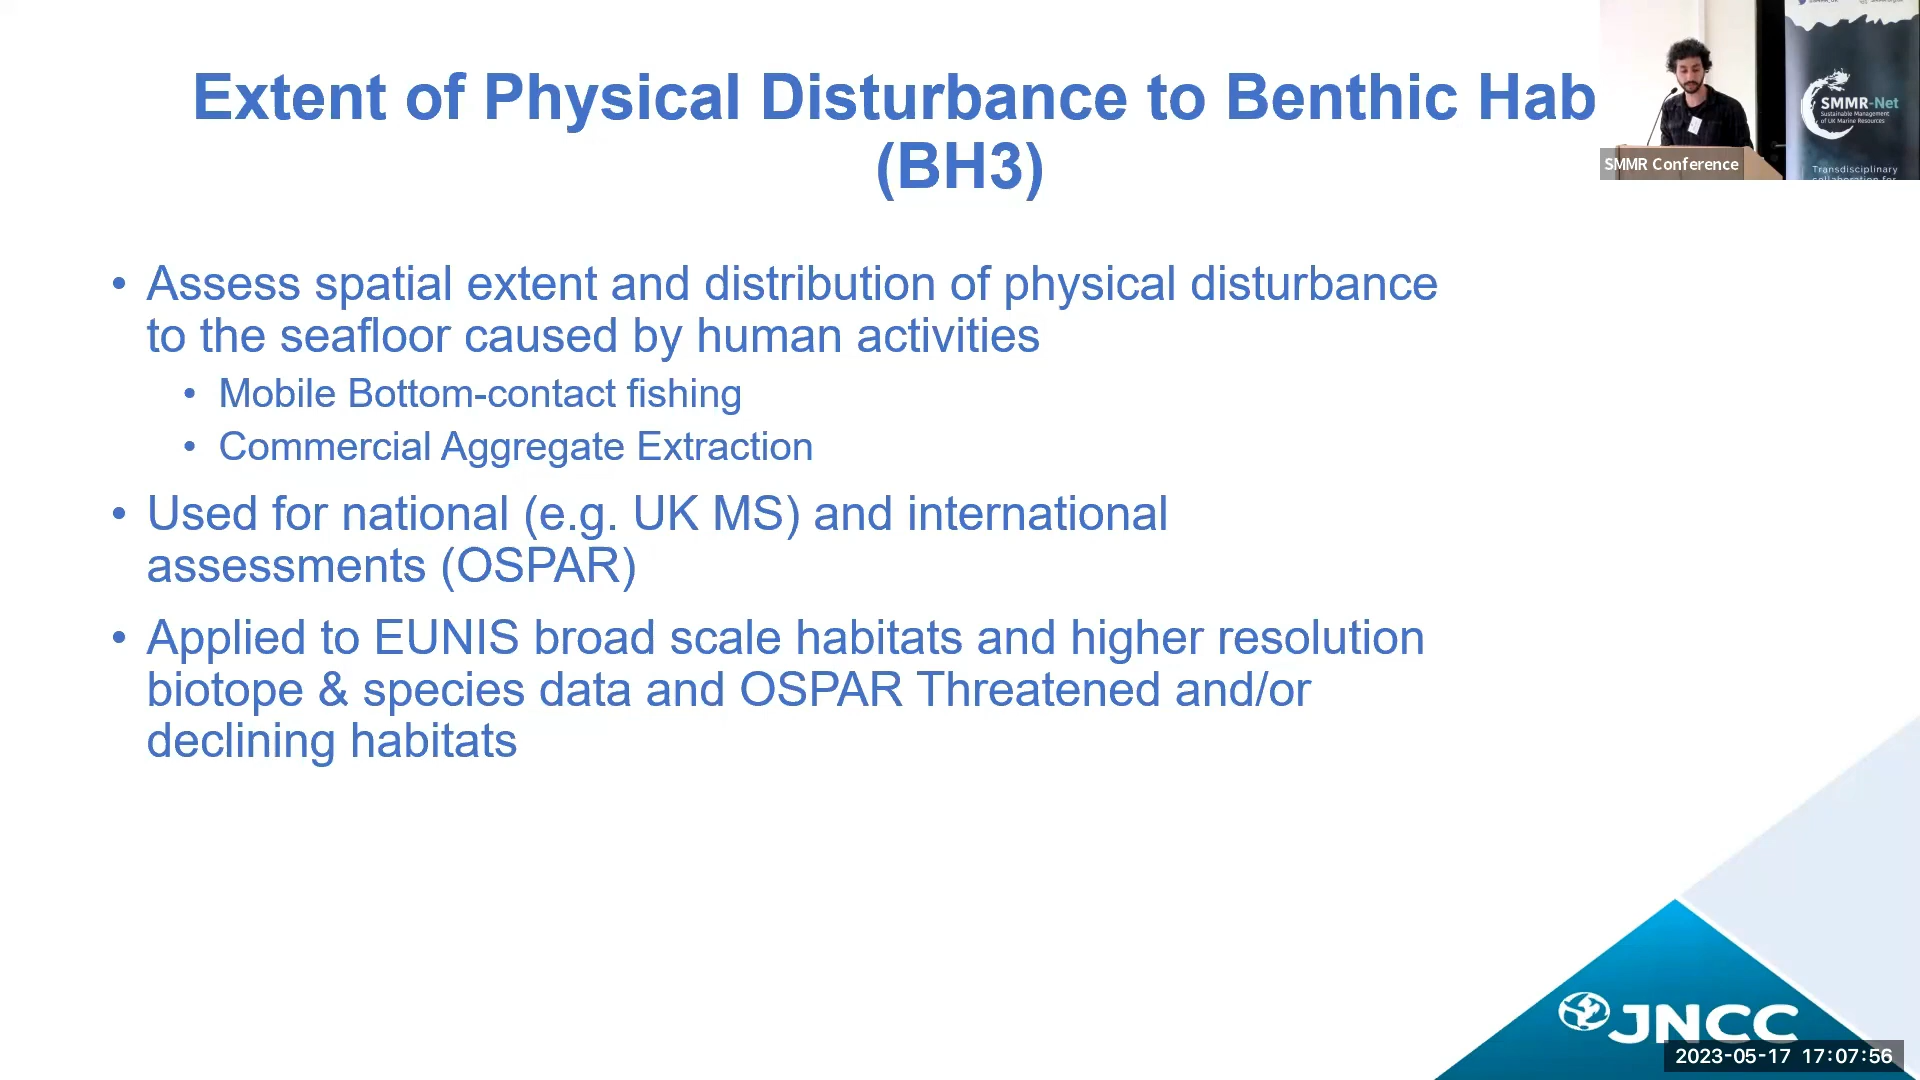 Extent of Physical Disturbance to Benthic Hab
(BH3)
• Assess spatial extent and distribution of physical disturbance
to the seafloor caused by human activities
• Mobile Bottom-contact fishing
• Commercial Aggregate Extraction
• Used for national (e.g. UK MS) and international
assessments (OSPAR)
• Applied to EUNIS broad scale habitats and higher resolution
biotope & species data and OSPAR Threatened and/or
declining habitats
SMMR-Net
Sustainable Management
of UK Marine Resources
Transdisciplinary
collaboration for
SMMR Conference
JNCC
2023-05-17 17:07:56